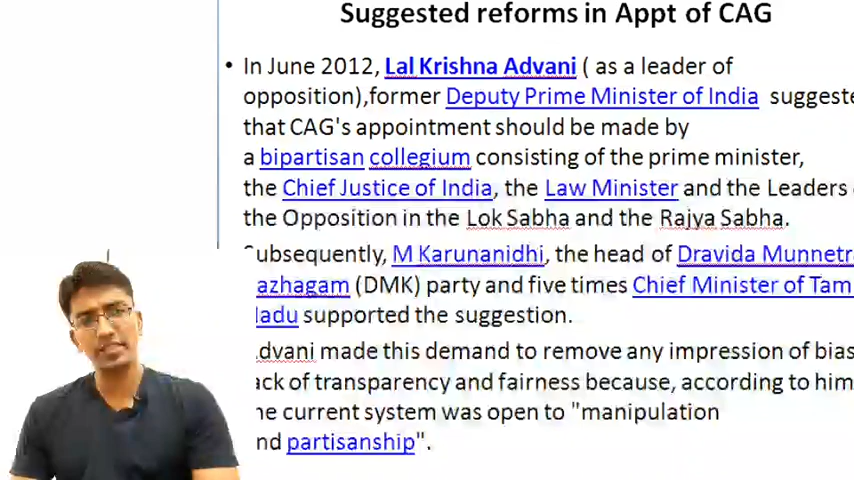 Suggested reforms in Appt of CAG
• In June 2012, Lal Krishna Advani ( as a leader of
opposition),former Deputy Prime Minister of India suggeste
that CAG's appointment should be made by
a bipartisan collegium consisting of the prime minister,
the Chief Justice of India, the Law Minister and the Leaders
the Opposition in the Lok Sabha and the Rajya Sabha.
ubsequently, M Karunanidhi, the head of Dravida Munnetr
azhagam (DMK) party and five times Chief Minister of Tam
adu supported the suggestion.
dvani made this demand to remove any impression of bias
ack of transparency and fairness because, according to him
he current system was open to "manipulation
nd partisanship".